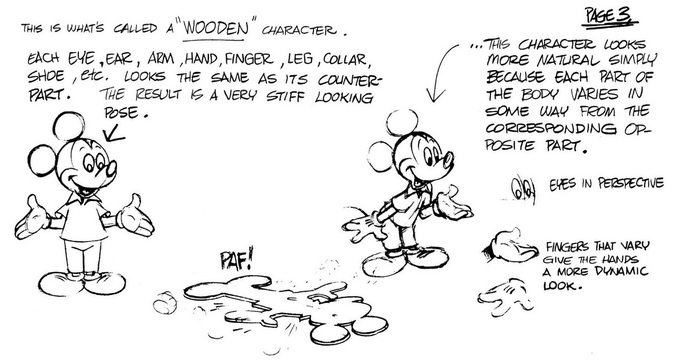 PAGE 3.
THIS IS WHAT'S CALLED A "WOODEN" CHARACTER.
EACH EYE, EAR, ARM, HAND, FINGER, LEG, COLLAR,
SHOE, Etc. LOOKS THE SAME AS ITS COUNTER-
PART. THE RESULT IS A VERY STIFF LOOKING
POSE.
...THIS CHARACTER LOOKS
MORE NATURAL SIMPLY
BECAUSE EACH PART OF
THE BODY VARIES IN
SOME WAY FROM THE
CORRESPONDING OP-
POSITE PART.
EYES IN PERSPECTIVE
FINGERS THAT VARY
GIVE THE HANDS
A MORE DYNAMIC
LOOK.
PAF!